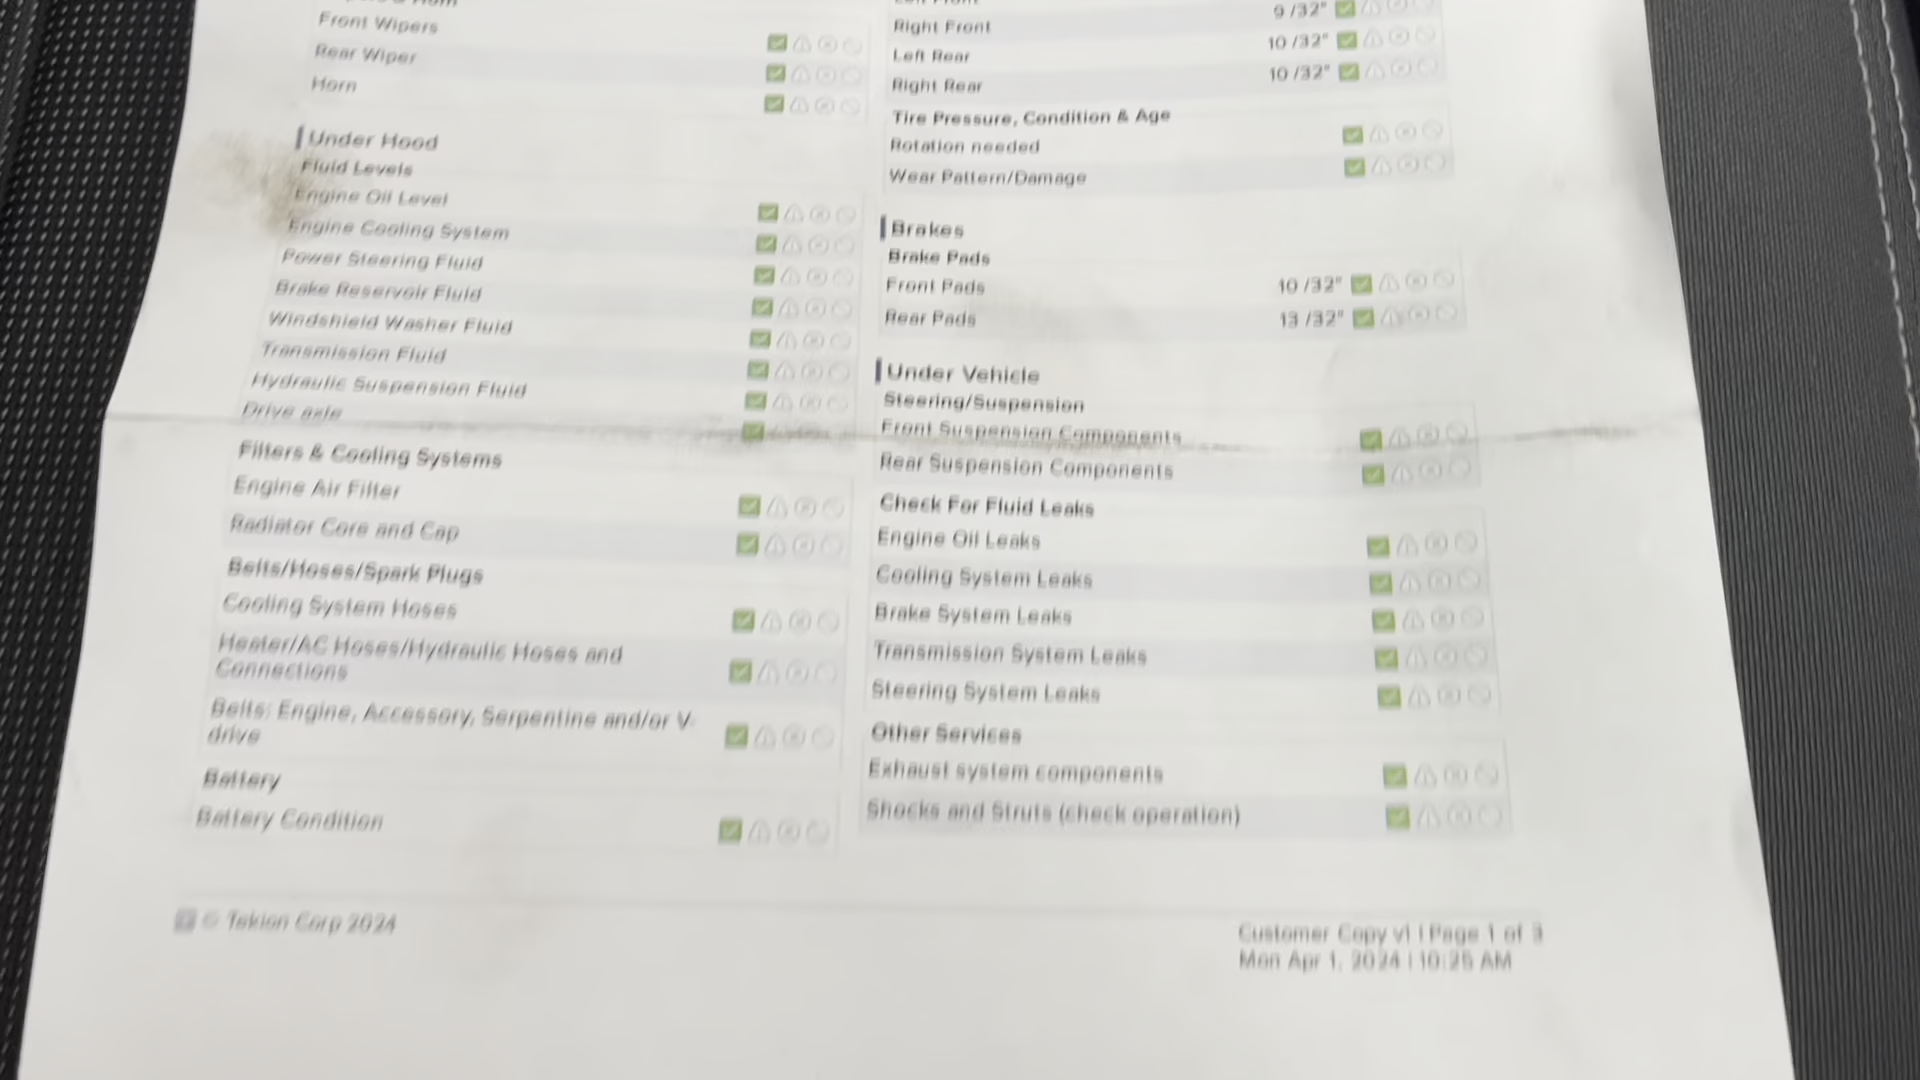 Front Wipers
Rear Wiper
Horn
Under Hood
Fluid Levels
Engine Oil Level
Engine Cooling System
Power Steering Fluid
Brake Reservoir Fluid
Windshield Washer Fluid
Transmission Fluid
Hydraulic Suspension Fluid
Drive axle
Filters & Cooling Systems
Engine Air Filter
Radiator Core and Cap
Belts/Hoses/Spark Plugs
Cooling System Hoses
Heater/AC Hoses/Hydraulic Hoses and
Connections
Belts: Engine, Accessory, Serpentine and/or V-
drive
Battery
Battery Condition
9 /32"
Right Front
10 /32"
Left Rear
10 /32"
Right Rear
Tire Pressure, Condition & Age
Rotation needed
Wear Pattern/Damage
Brakes
Brake Pads
Front Pads 10 /32"
Rear Pads 13 /32"
Under Vehicle
Steering/Suspension
Front Suspension Components
Rear Suspension Components
Check For Fluid Leaks
Engine Oil Leaks
Cooling System Leaks
Brake System Leaks
Transmission System Leaks
Steering System Leaks
Other Services
Exhaust system components
Shocks and Struts (check operation)
© Tekion Corp 2024
Customer Copy v1 | Page 1 of 3
Mon Apr 1, 2024 | 10:25 AM